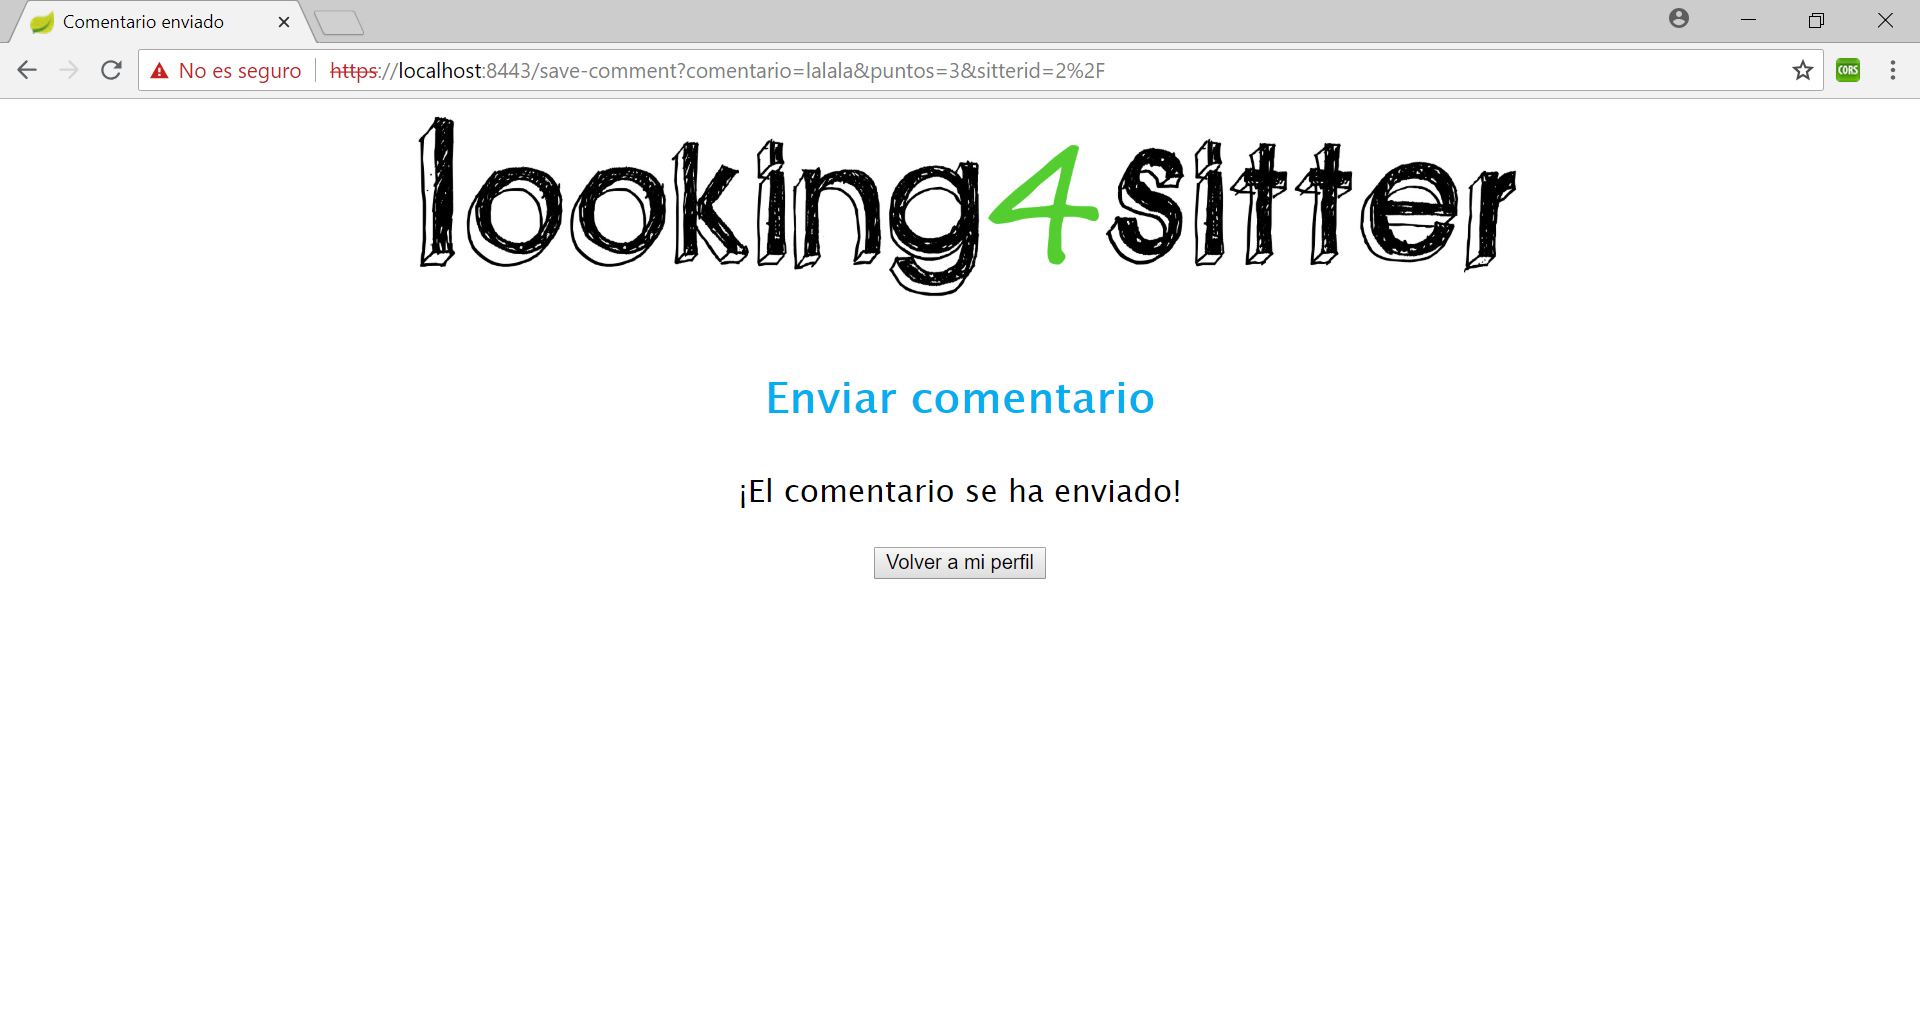 Comentario enviado
No es seguro https://localhost:8443/save-comment?comentario=lalala&puntos=3&sitterid=2%2F
CORS
looking4sitter
Enviar comentario
¡El comentario se ha enviado!
Volver a mi perfil